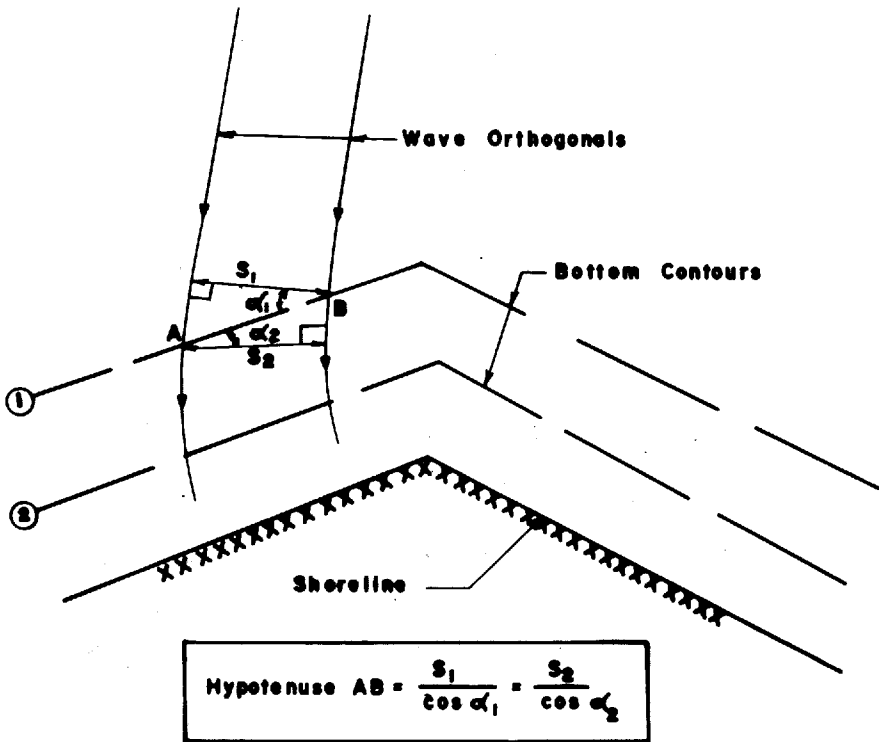 Wave Orthogonals
S₁
Bottom Contours
α₁
B
A
α₂
S₂
①
②
Shoreline
Hypotenuse AB = S₁ / cos α₁ = S₂ / cos α₂